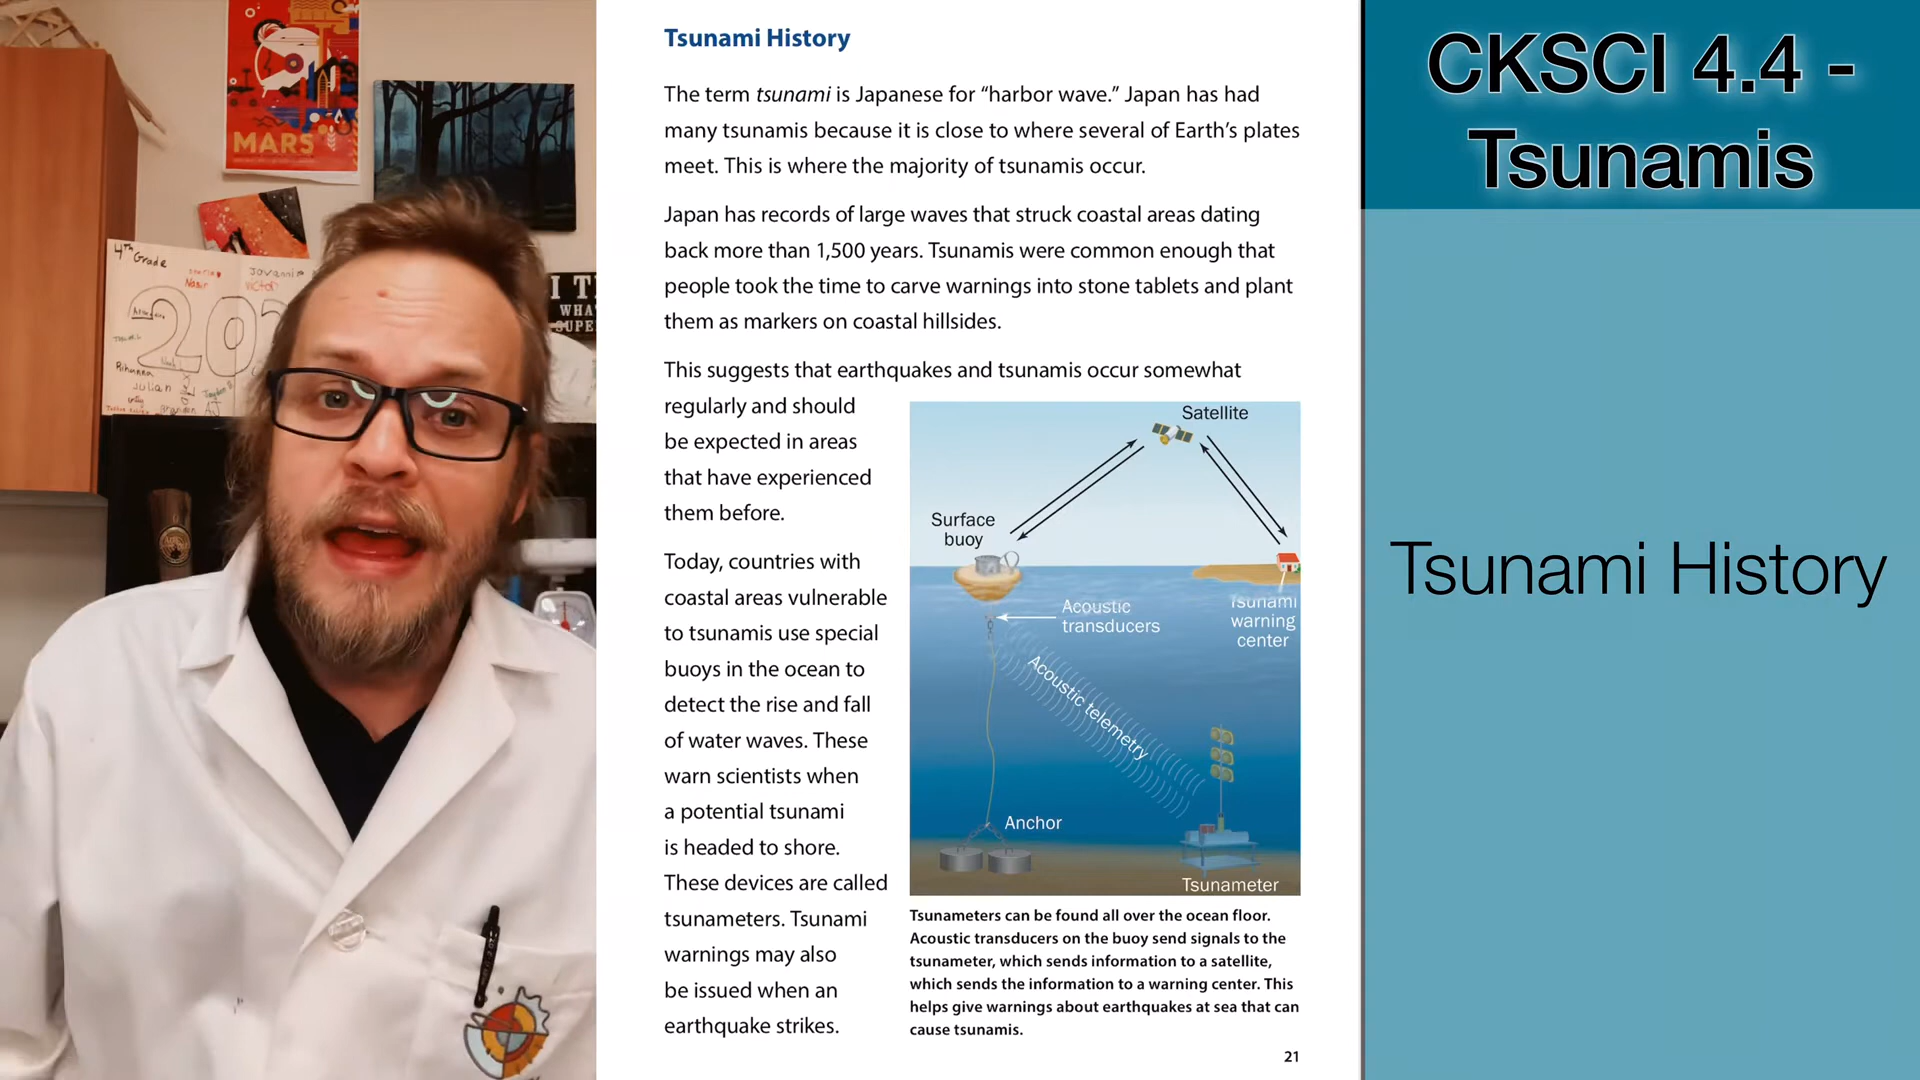 MARS
4th Grade
Jovanni
Nasir
Victor
202
Rihanna
Julian
I T
WHA
SUPE
Tsunami History
The term tsunami is Japanese for “harbor wave.” Japan has had
many tsunamis because it is close to where several of Earth’s plates
meet. This is where the majority of tsunamis occur.
Japan has records of large waves that struck coastal areas dating
back more than 1,500 years. Tsunamis were common enough that
people took the time to carve warnings into stone tablets and plant
them as markers on coastal hillsides.
This suggests that earthquakes and tsunamis occur somewhat
regularly and should
be expected in areas
that have experienced
them before.
Today, countries with
coastal areas vulnerable
to tsunamis use special
buoys in the ocean to
detect the rise and fall
of water waves. These
warn scientists when
a potential tsunami
is headed to shore.
These devices are called
tsunameters. Tsunami
warnings may also
be issued when an
earthquake strikes.
Satellite
Surface
buoy
Acoustic
transducers
Tsunami
warning
center
Acoustic telemetry
Anchor
Tsunameter
Tsunameters can be found all over the ocean floor.
Acoustic transducers on the buoy send signals to the
tsunameter, which sends information to a satellite,
which sends the information to a warning center. This
helps give warnings about earthquakes at sea that can
cause tsunamis.
21
CKSCI 4.4 -
Tsunamis
Tsunami History